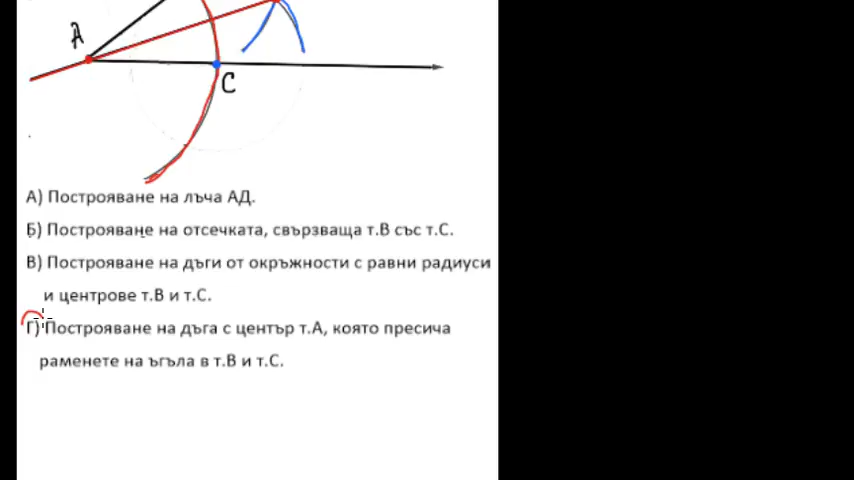 А
С
А) Построяване на лъча АД.
Б) Построяване на отсечката, свързваща т.В със т.С.
В) Построяване на дъги от окръжности с равни радиуси
и центрове т.В и т.С.
Г) Построяване на дъга с център т.А, която пресича
раменете на ъгъла в т.В и т.С.